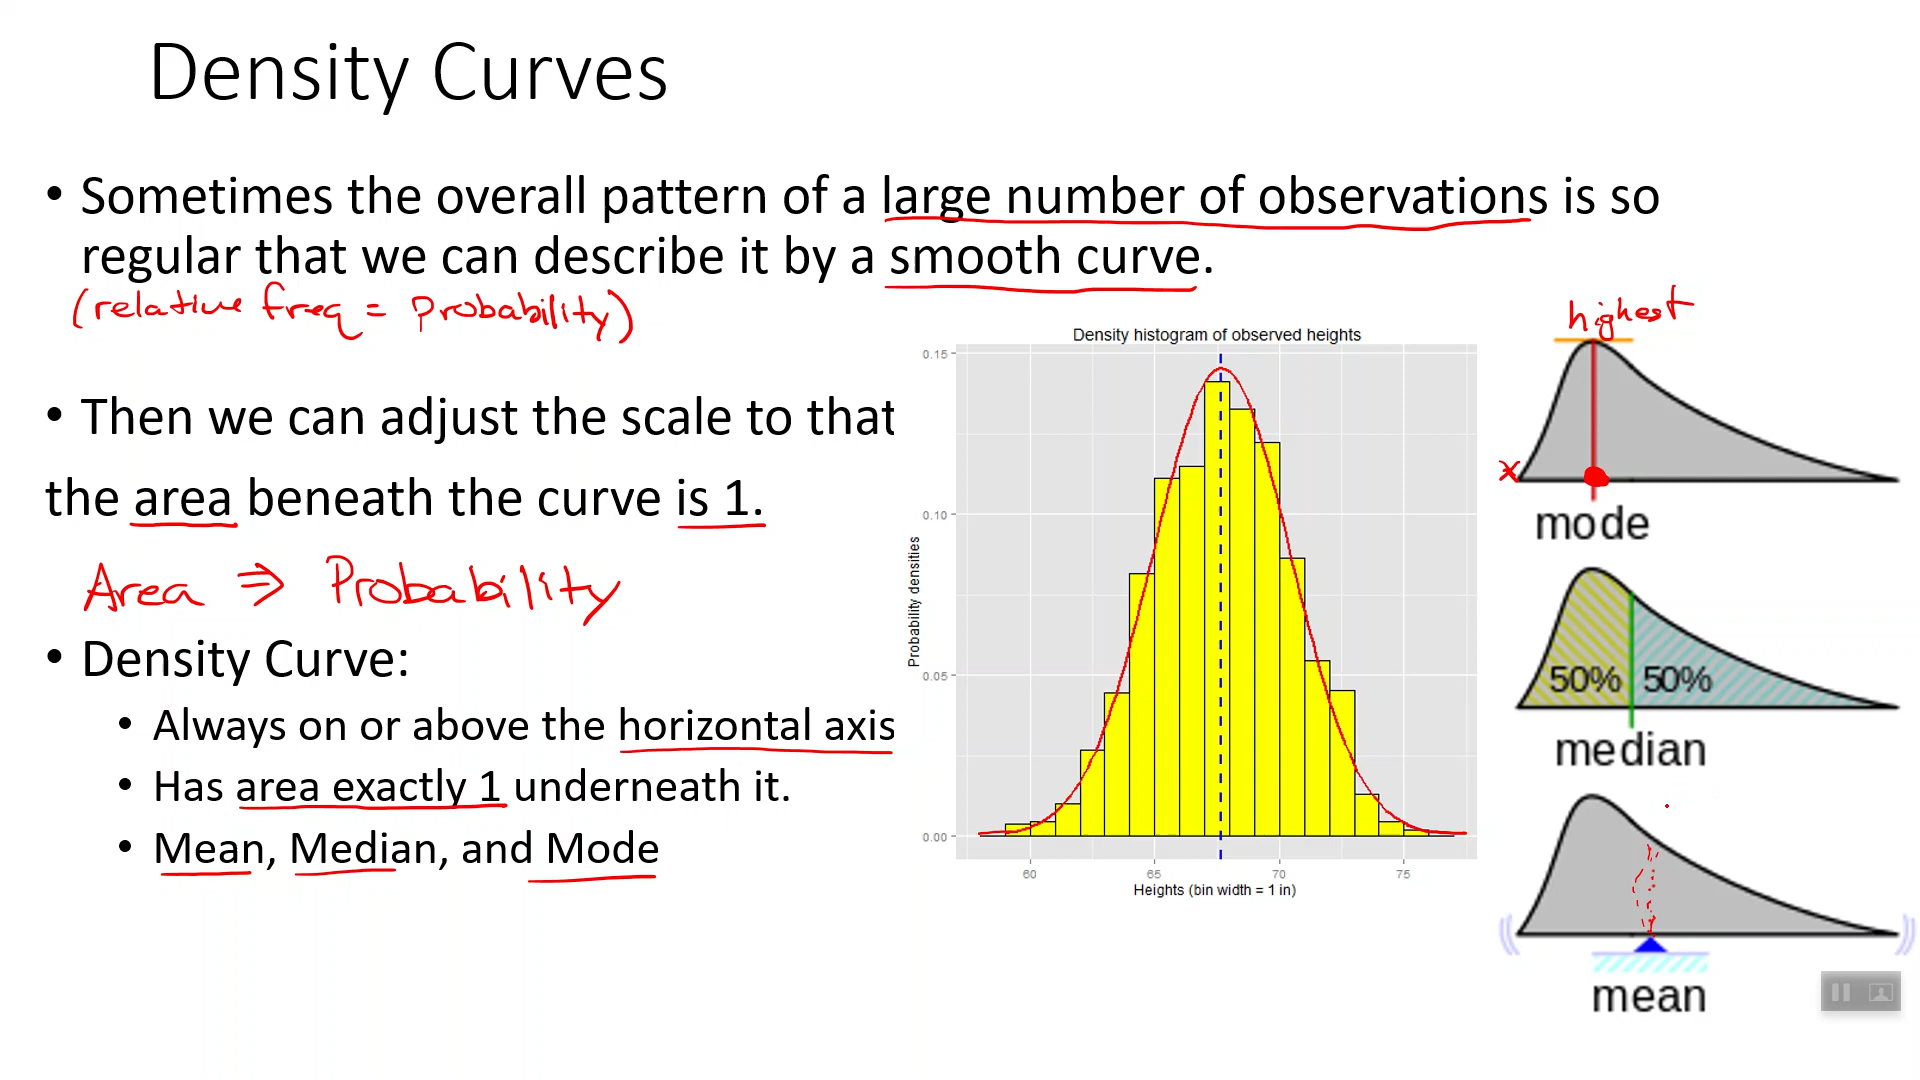 Density Curves
• Sometimes the overall pattern of a large number of observations is so
regular that we can describe it by a smooth curve.
(relative freq = Probability)
• Then we can adjust the scale to that
the area beneath the curve is 1.
Area ⇒ Probability
• Density Curve:
• Always on or above the horizontal axis
• Has area exactly 1 underneath it.
• Mean, Median, and Mode
Density histogram of observed heights
Probability densities
0.15
0.10
0.05
0.00
60 65 70 75
Heights (bin width = 1 in)
highest
x
mode
50% 50%
median
mean